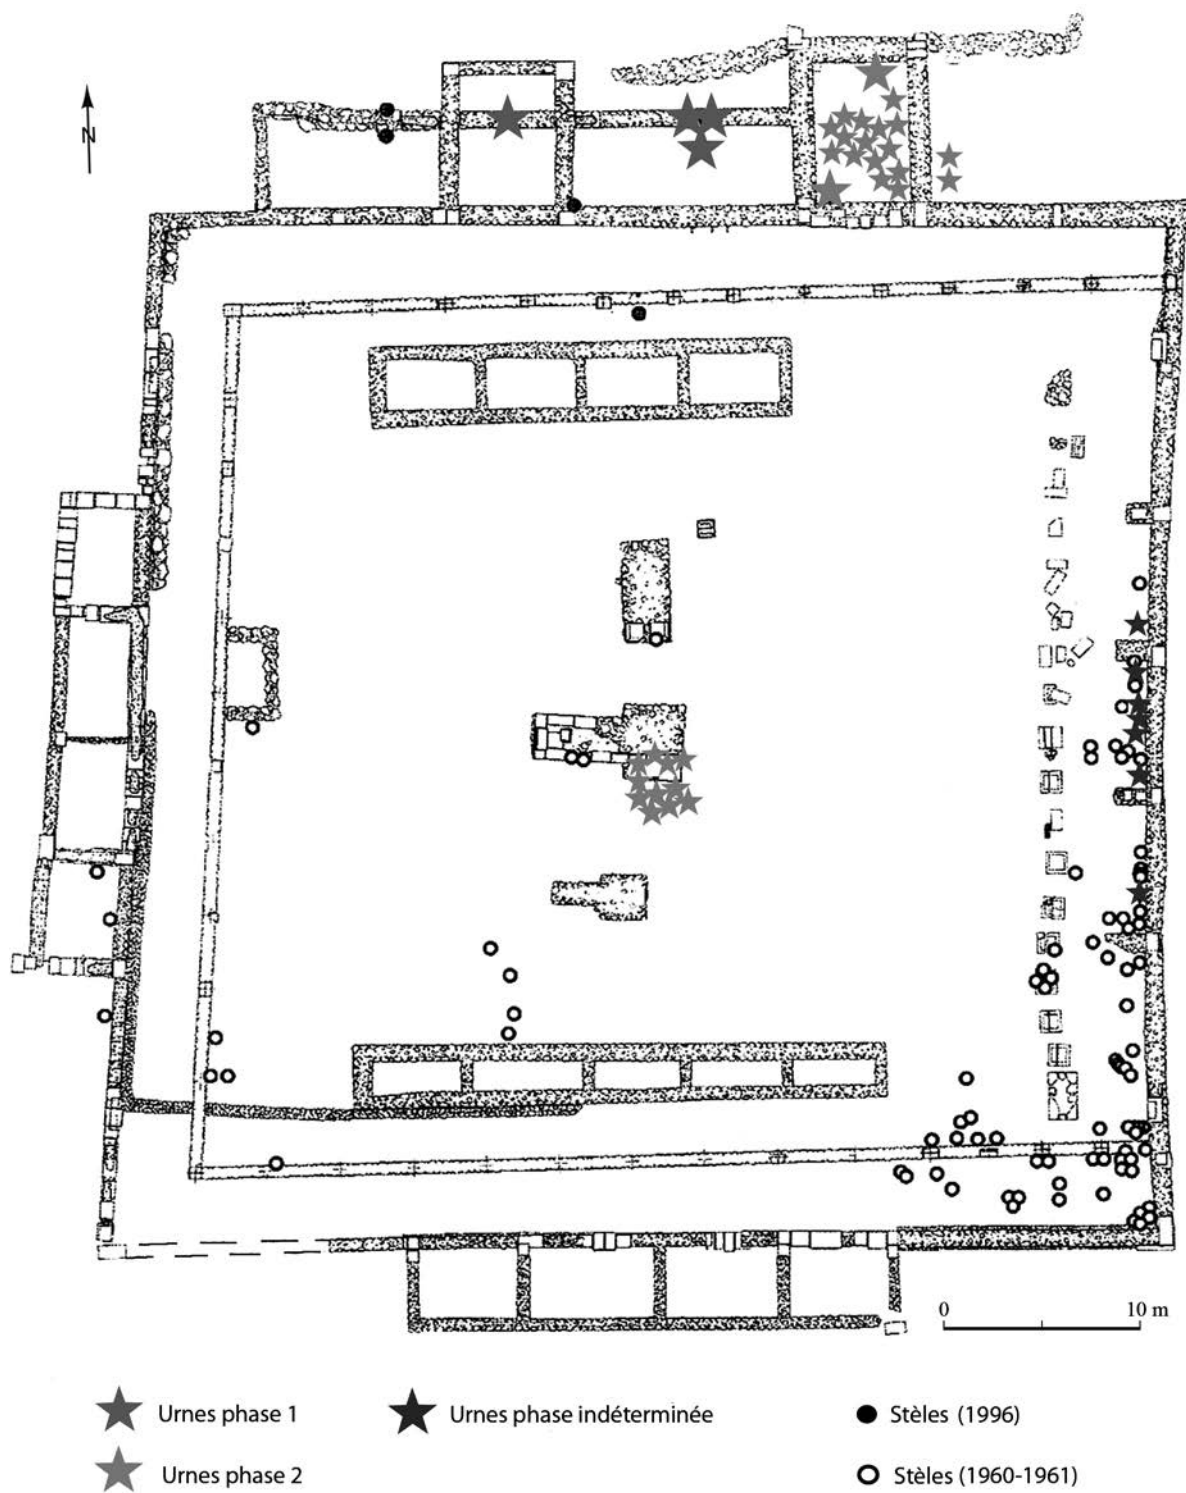 N
0 10 m
Urnes phase 1 Urnes phase indéterminée Stèles (1996)
Urnes phase 2 Stèles (1960-1961)